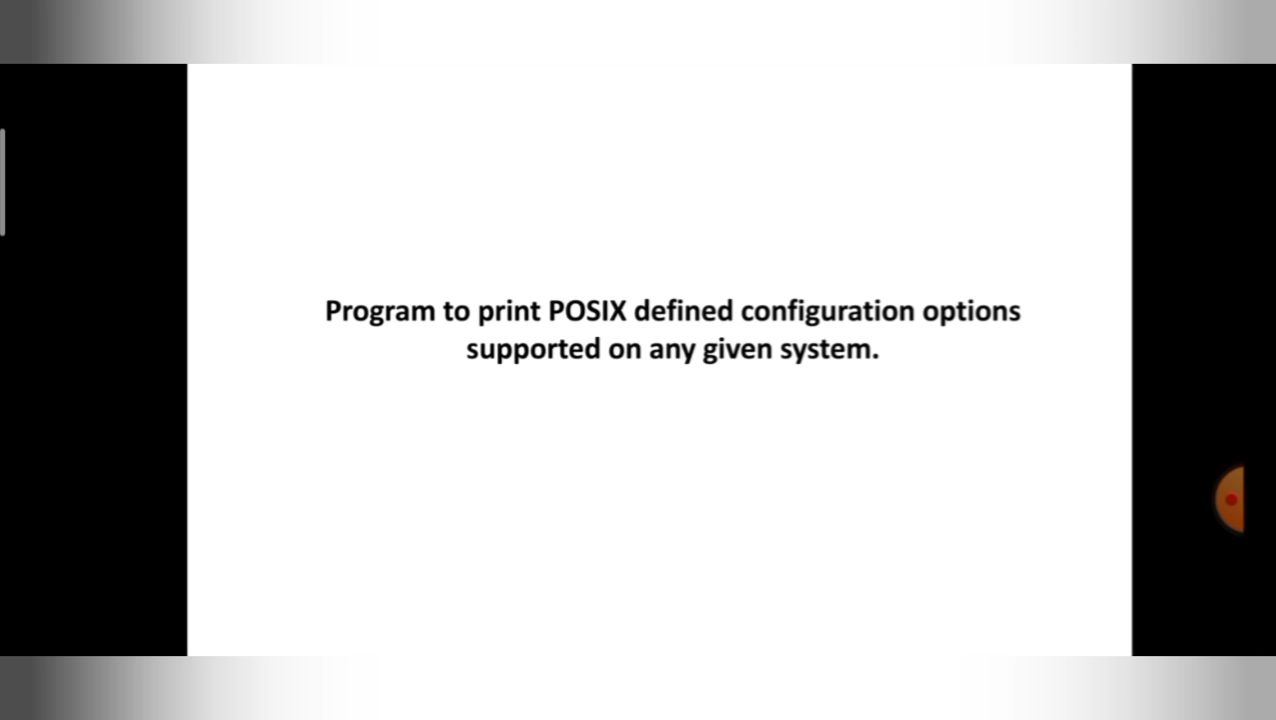 Program to print POSIX defined configuration options
supported on any given system.